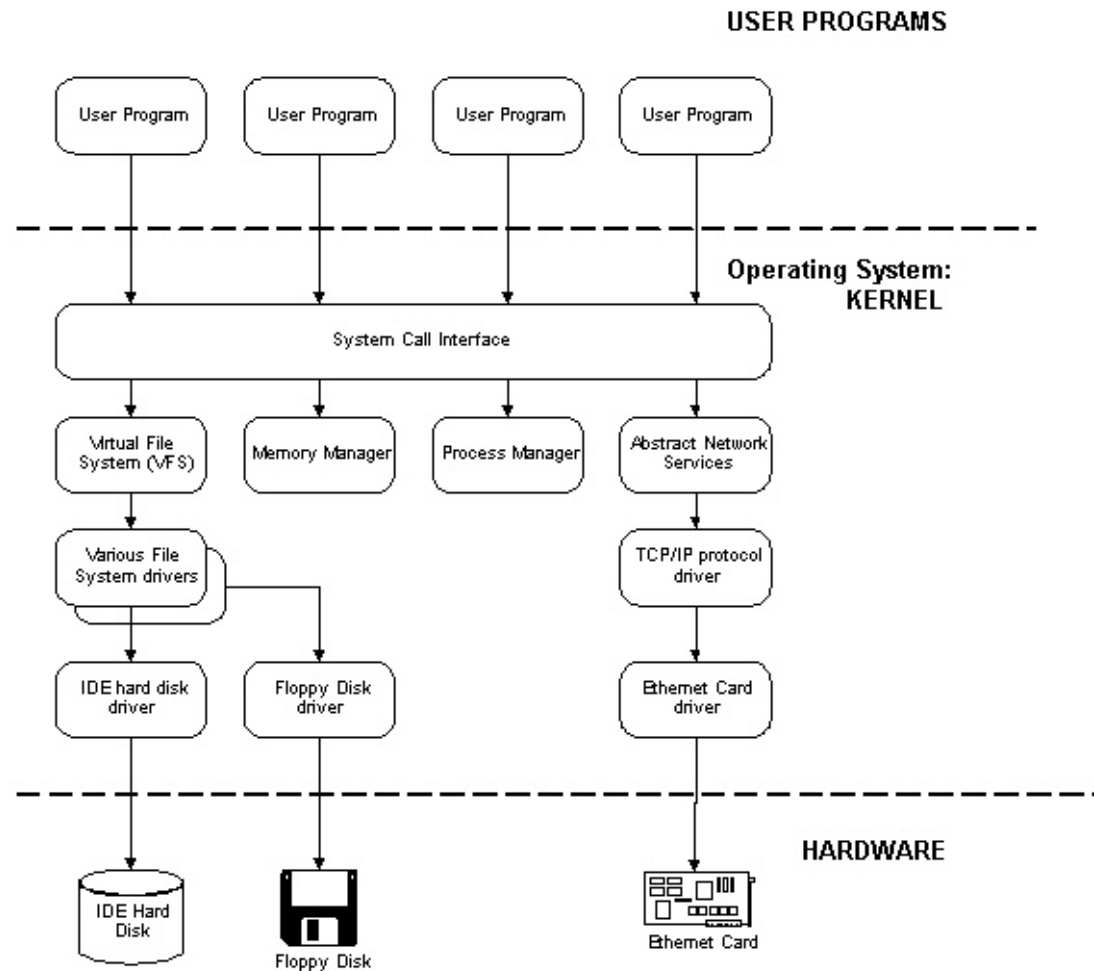 USER PROGRAMS
User Program
User Program
User Program
User Program
Operating System:
KERNEL
System Call Interface
Virtual File
System (VFS)
Memory Manager
Process Manager
Abstract Network
Services
Various File
System drivers
TCP/IP protocol
driver
IDE hard disk
driver
Floppy Disk
driver
Ethernet Card
driver
HARDWARE
IDE Hard
Disk
Floppy Disk
Ethernet Card